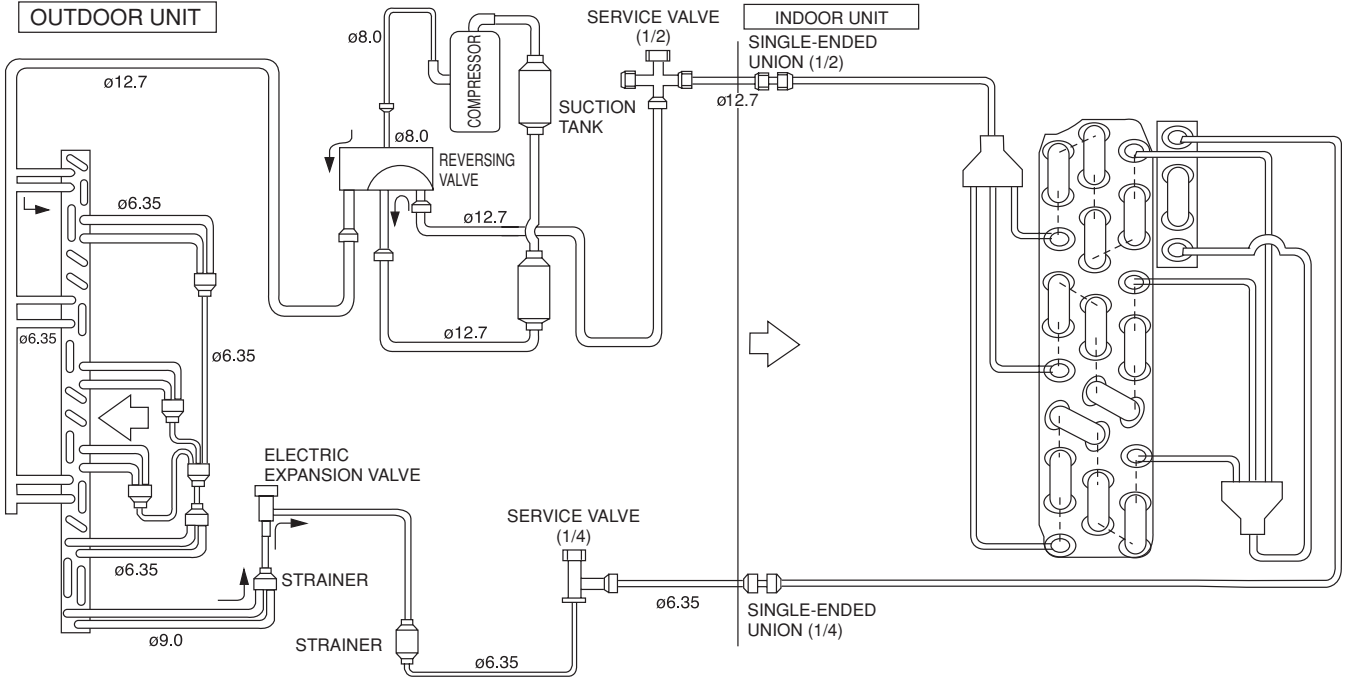 OUTDOOR UNIT
INDOOR UNIT
SERVICE VALVE
(1/2)
SINGLE-ENDED
UNION (1/2)
ø8.0
COMPRESSOR
ø12.7
SUCTION
TANK
ø12.7
ø8.0
REVERSING
VALVE
ø6.35
ø12.7
ø6.35
ø12.7
ø6.35
ELECTRIC
EXPANSION VALVE
SERVICE VALVE
(1/4)
ø6.35
STRAINER
ø6.35
SINGLE-ENDED
UNION (1/4)
ø9.0
STRAINER
ø6.35